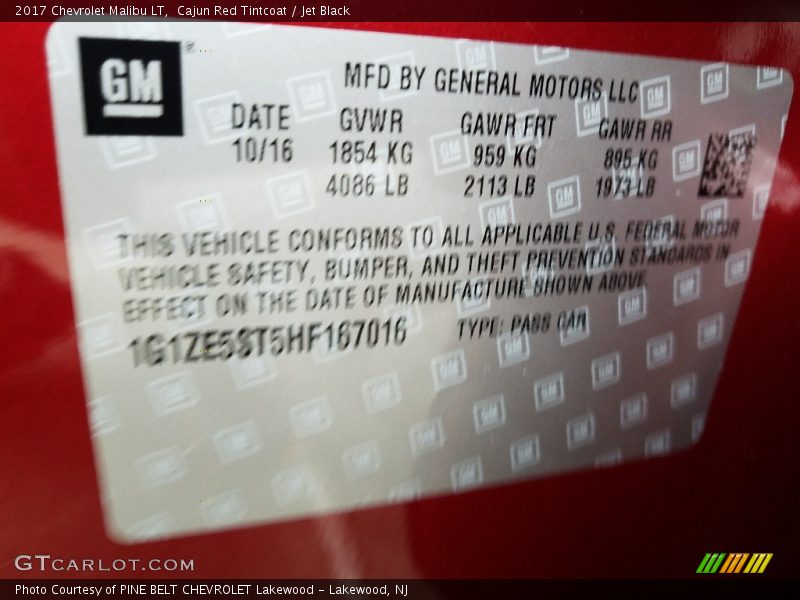 2017 Chevrolet Malibu LT, Cajun Red Tintcoat / Jet Black
GM
MFD BY GENERAL MOTORS LLC
DATE GVWR GAWR FRT GAWR RR
10/16 1854 KG 959 KG 895 KG
4086 LB 2113 LB 1973 LB
THIS VEHICLE CONFORMS TO ALL APPLICABLE U.S. FEDERAL MOTOR
VEHICLE SAFETY, BUMPER, AND THEFT PREVENTION STANDARDS IN
EFFECT ON THE DATE OF MANUFACTURE SHOWN ABOVE
1G1ZE5ST5HF167016 TYPE: PASS CAR
GTCARLOT.COM
Photo Courtesy of PINE BELT CHEVROLET Lakewood - Lakewood, NJ